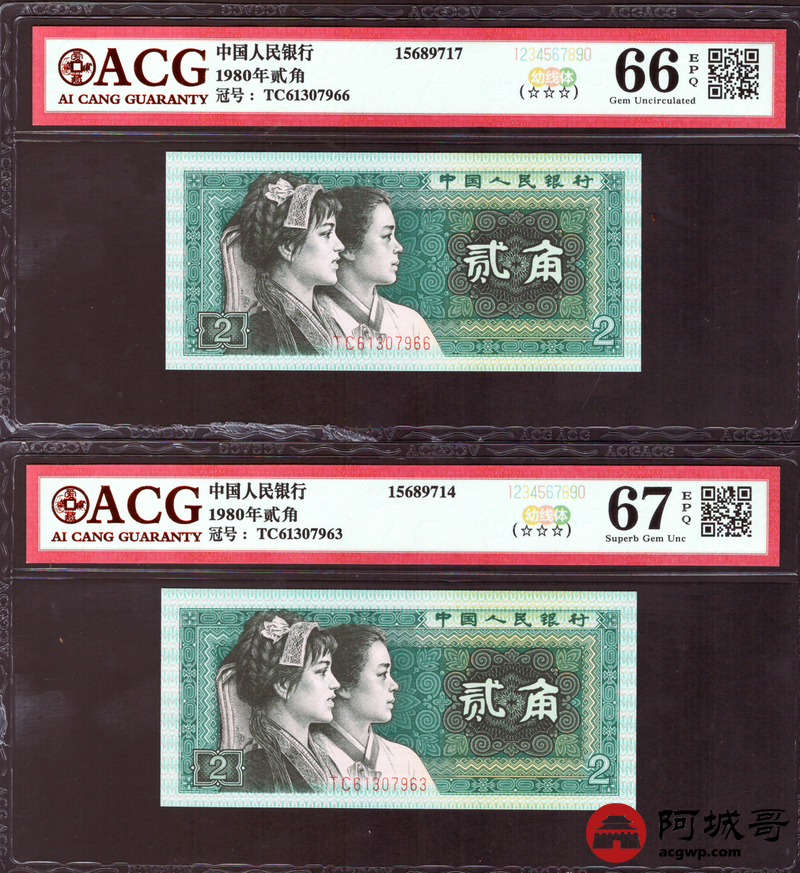 ACG
AI CANG GUARANTY
中国人民银行
1980年贰角
冠号： TC61307966
15689717
1234567890
幼线体
(☆☆☆)
66 EPQ
Gem Uncirculated
中国人民银行
贰角
2
TC61307966
2
ACG
AI CANG GUARANTY
中国人民银行
1980年贰角
冠号： TC61307963
15689714
1234567890
幼线体
(☆☆☆)
67 EPQ
Superb Gem Unc
中国人民银行
贰角
2
TC61307963
2
阿城哥
acgwp.com